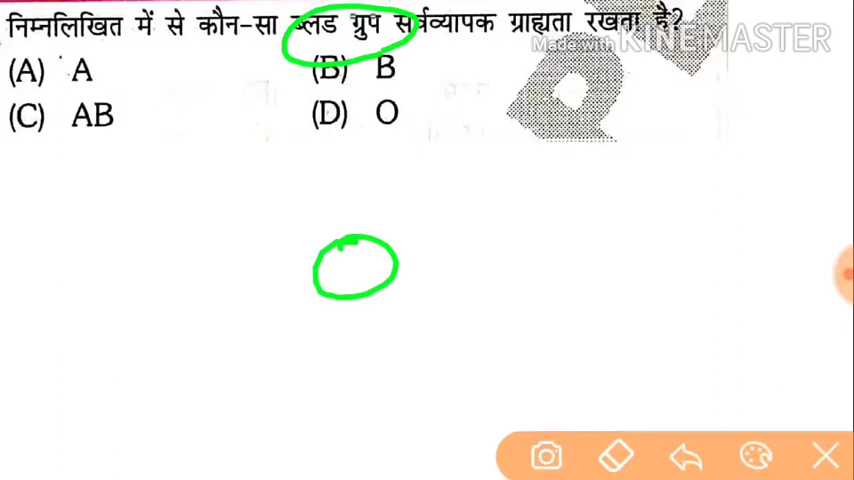 निम्नलिखित में से कौन-सा ब्लड ग्रुप सर्वव्यापक ग्राह्यता रखता है?
Made with KINEMASTER
(A) A (B) B
(C) AB (D) O